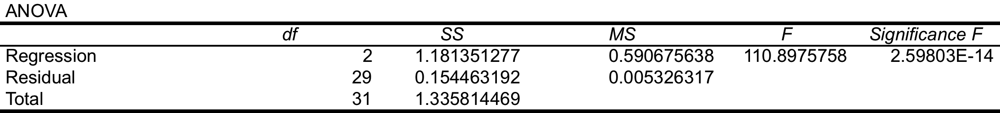 ANOVA
df SS MS F Significance F
Regression 2 1.181351277 0.590675638 110.8975758 2.59803E-14
Residual 29 0.154463192 0.005326317
Total 31 1.335814469